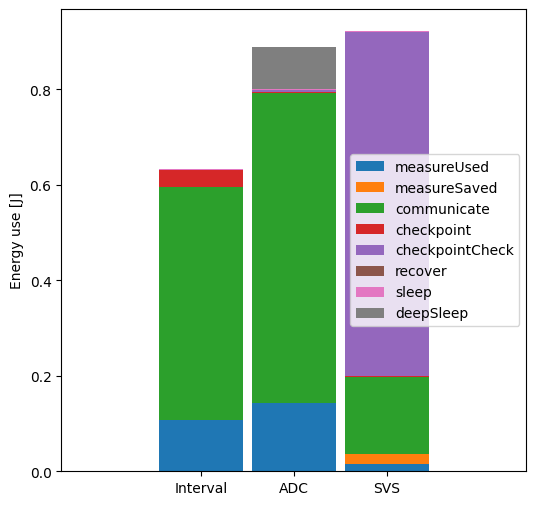 Energy use [J]
0.8
0.6
0.4
0.2
0.0
Interval
ADC
SVS
measureUsed
measureSaved
communicate
checkpoint
checkpointCheck
recover
sleep
deepSleep